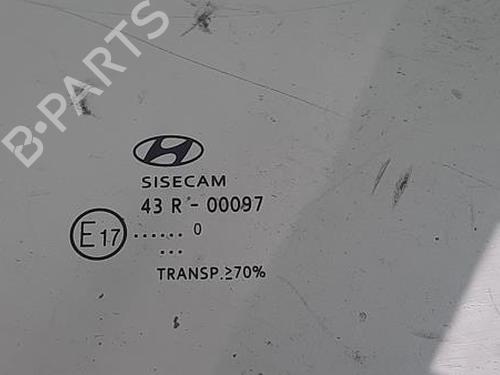 B-PARTS
SISECAM
43 R - 00097
E17 ...... 0
...
TRANSP.≥70%